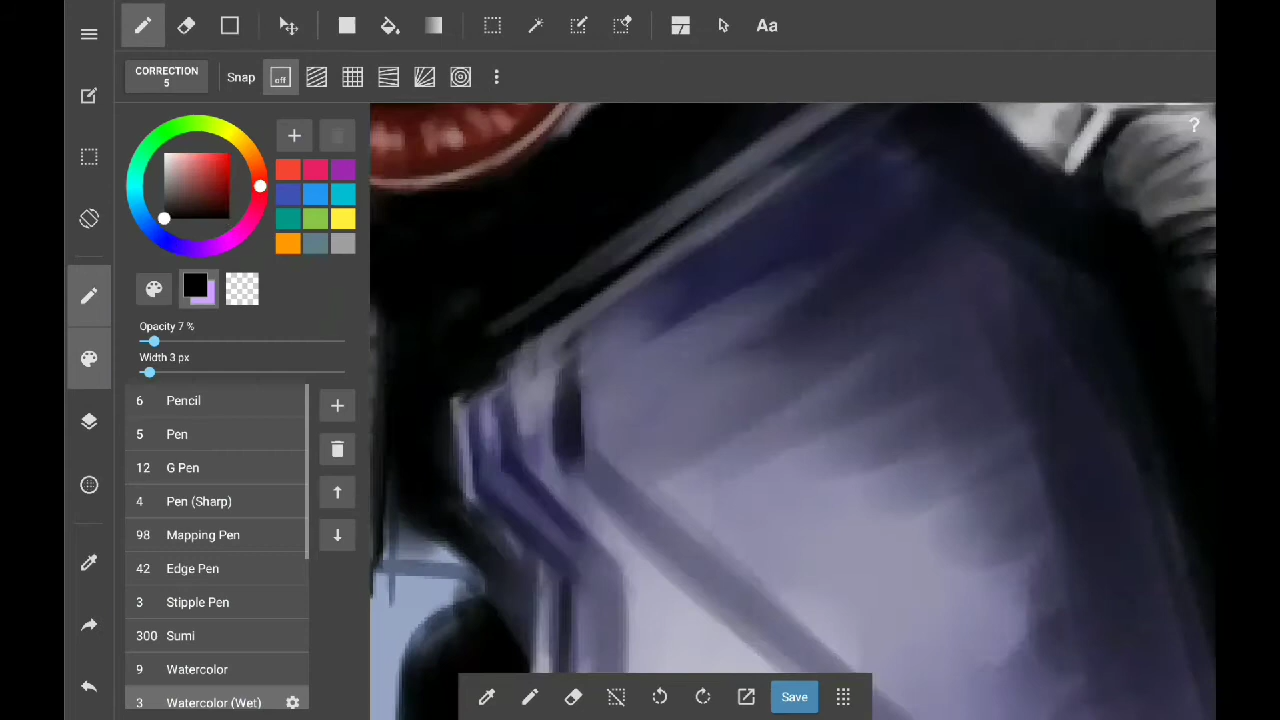 Aa
CORRECTION
5
Snap
off
?
Opacity 7 %
Width 3 px
6 Pencil
5 Pen
12 G Pen
4 Pen (Sharp)
98 Mapping Pen
42 Edge Pen
3 Stipple Pen
300 Sumi
9 Watercolor
3 Watercolor (Wet)
Save